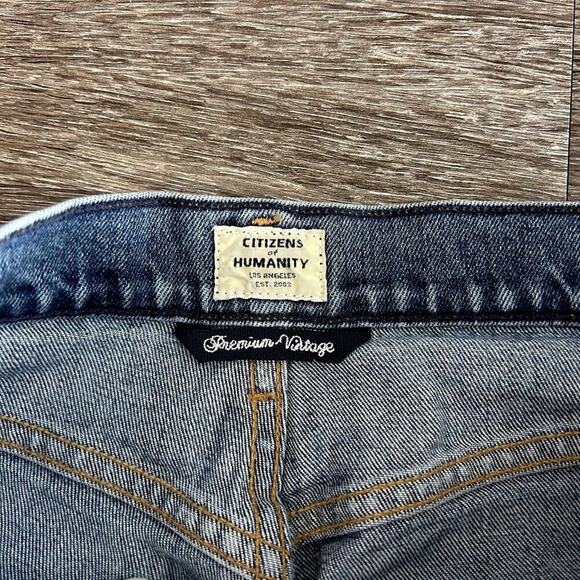 CITIZENS
of
HUMANITY
LOS ANGELES
EST. 2003
Premium Vintage